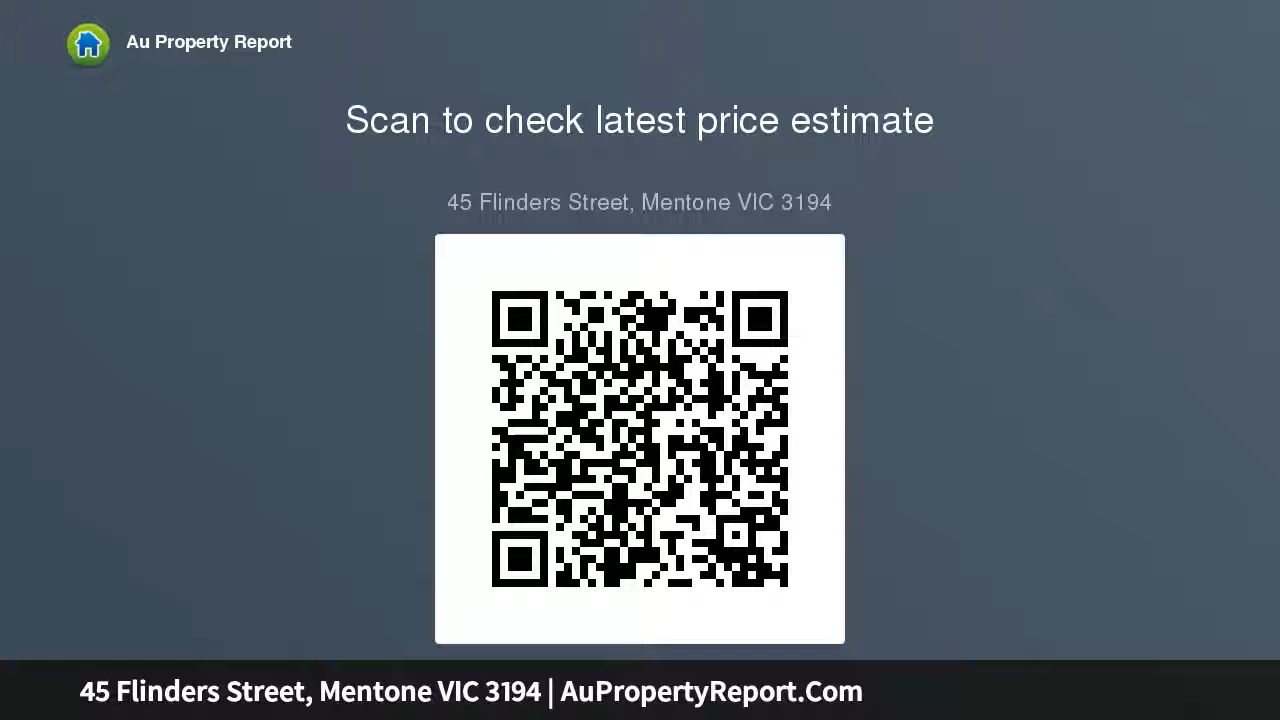 Au Property Report
Scan to check latest price estimate
45 Flinders Street, Mentone VIC 3194
45 Flinders Street, Mentone VIC 3194 | AuPropertyReport.Com